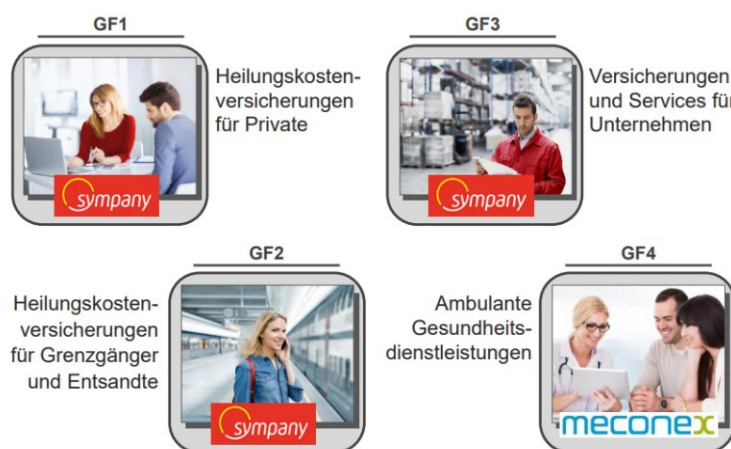 GF1
Heilungskosten-
versicherungen
für Private
sympany
GF3
Versicherungen
und Services für
Unternehmen
sympany
GF2
Heilungskosten-
versicherungen
für Grenzgänger
und Entsandte
sympany
GF4
Ambulante
Gesundheits-
dienstleistungen
meconex